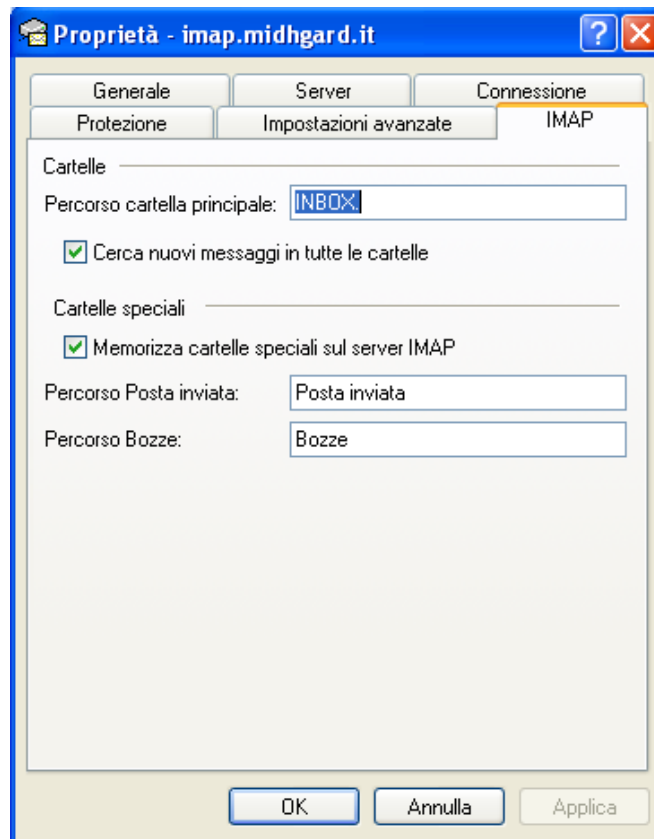 Proprietà - imap.midhgard.it
Generale Server Connessione
Protezione Impostazioni avanzate IMAP
Cartelle
Percorso cartella principale: INBOX.
Cerca nuovi messaggi in tutte le cartelle
Cartelle speciali
Memorizza cartelle speciali sul server IMAP
Percorso Posta inviata: Posta inviata
Percorso Bozze: Bozze
OK Annulla Applica